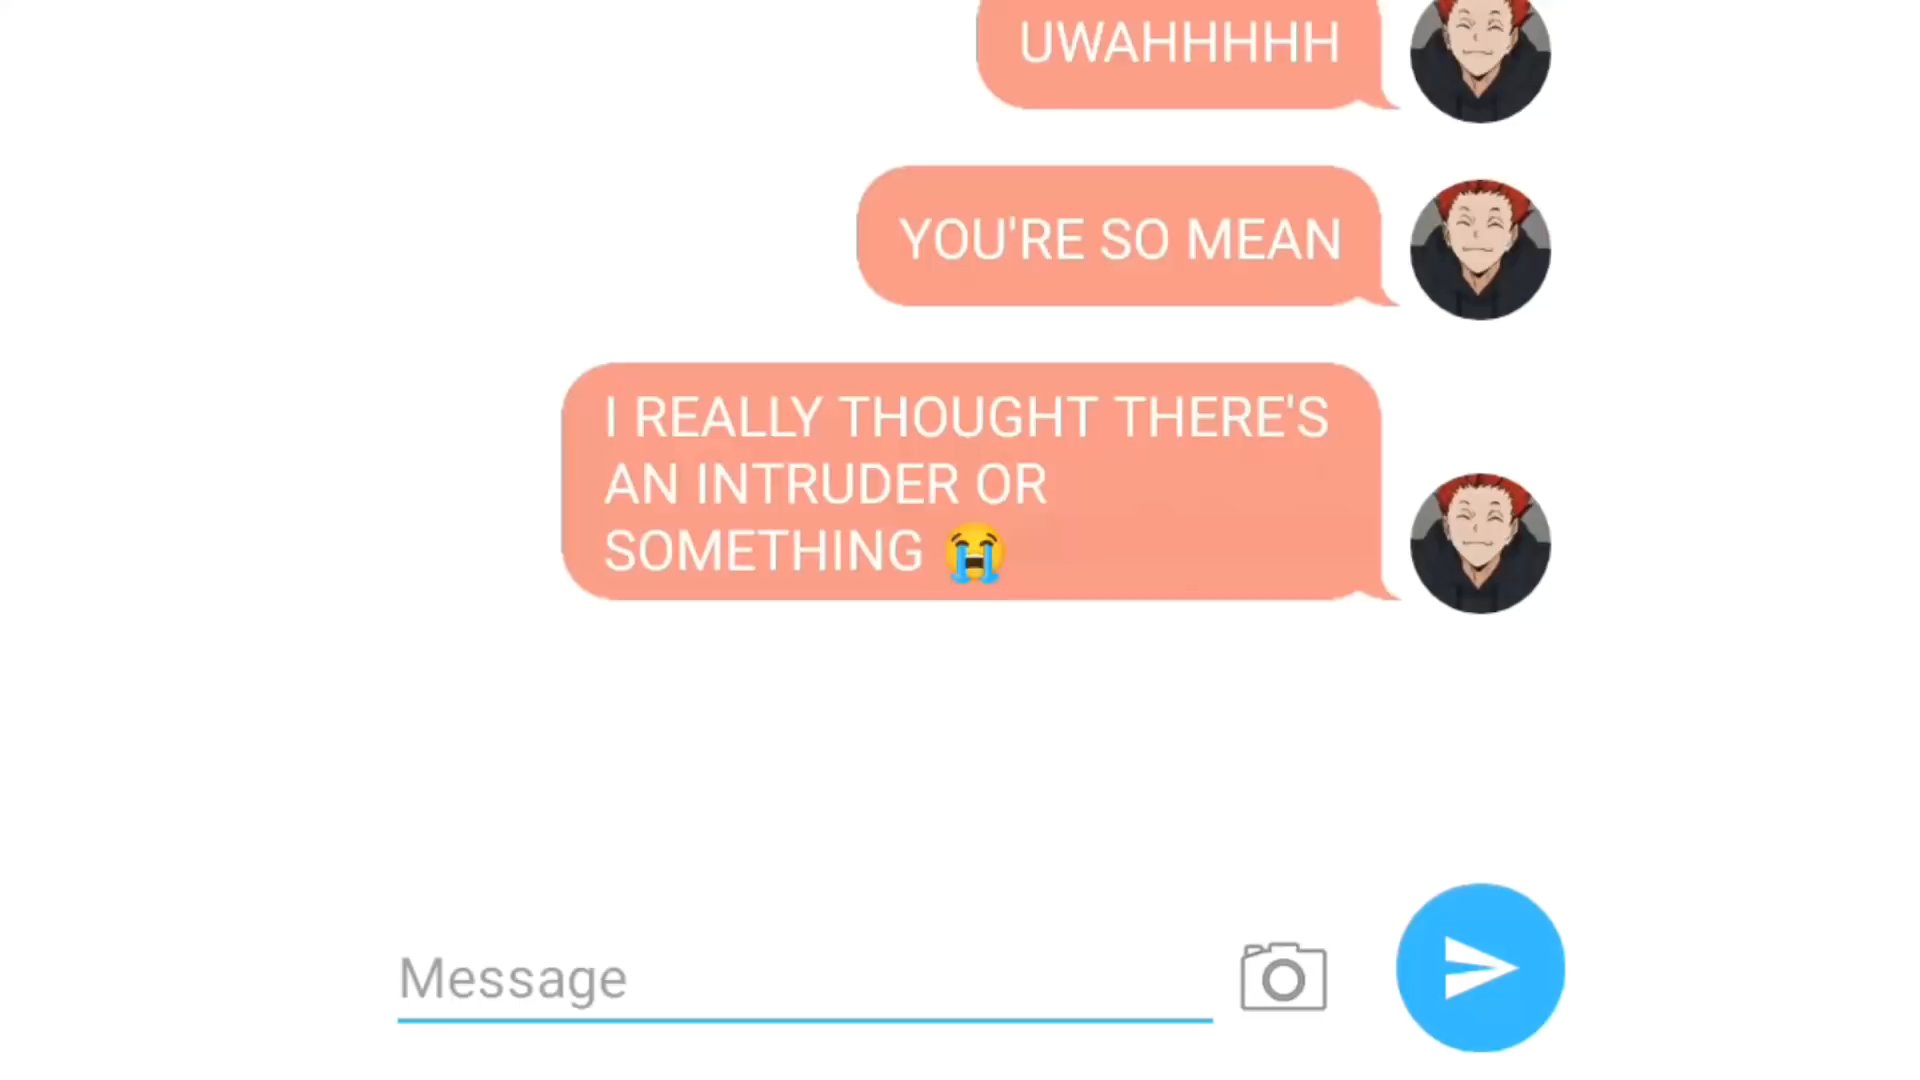 UWAHHHHH
YOU'RE SO MEAN
I REALLY THOUGHT THERE'S
AN INTRUDER OR
SOMETHING 😭
Message